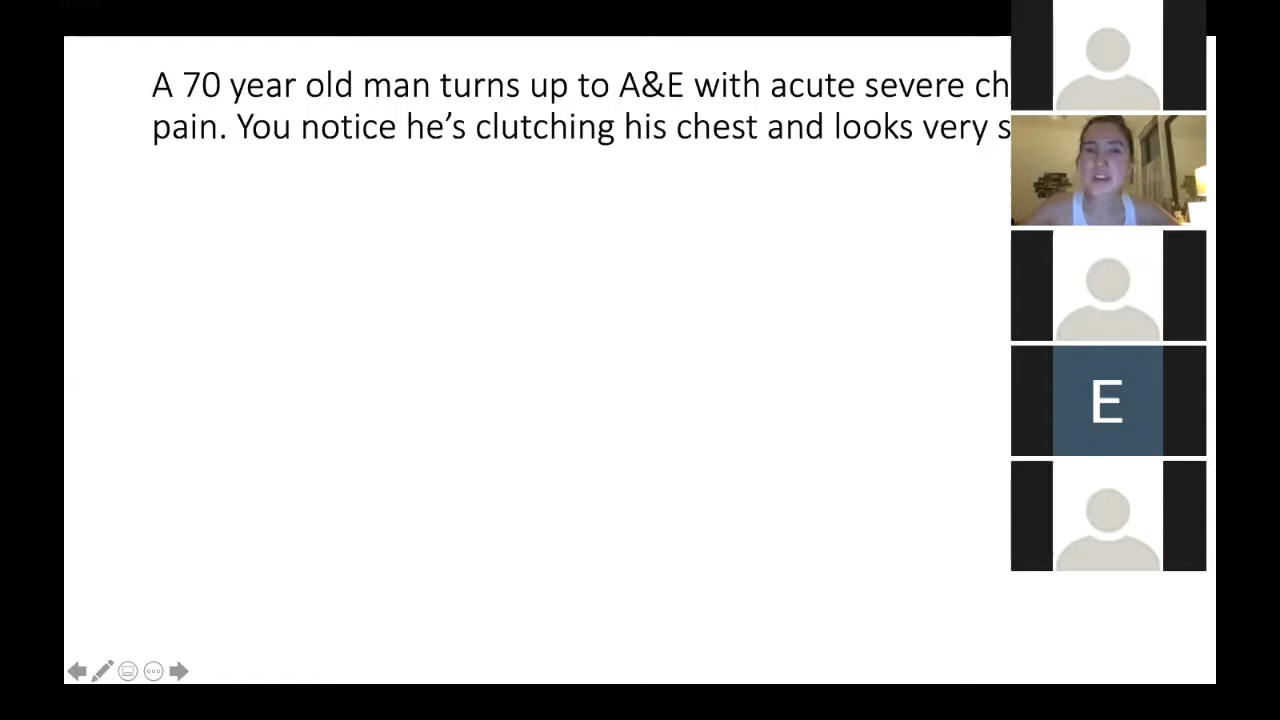 A 70 year old man turns up to A&E with acute severe
pain. You notice he's clutching his chest and looks very
E